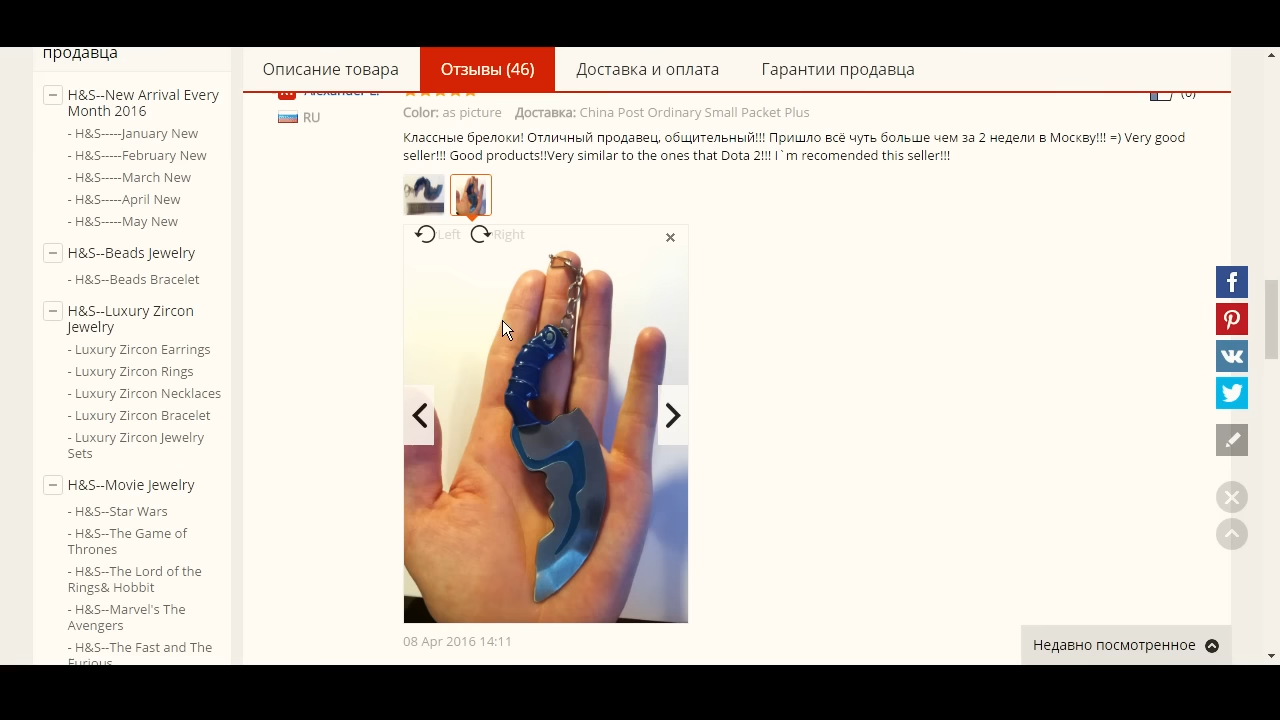 продавца
H&S--New Arrival Every
Month 2016
- H&S-----January New
- H&S-----February New
- H&S-----March New
- H&S-----April New
- H&S-----May New
H&S--Beads Jewelry
- H&S--Beads Bracelet
H&S--Luxury Zircon
Jewelry
- Luxury Zircon Earrings
- Luxury Zircon Rings
- Luxury Zircon Necklaces
- Luxury Zircon Bracelet
- Luxury Zircon Jewelry
Sets
H&S--Movie Jewelry
- H&S--Star Wars
- H&S--The Game of
Thrones
- H&S--The Lord of the
Rings& Hobbit
- H&S--Marvel's The
Avengers
- H&S--The Fast and The
Furious
Описание товара
Отзывы (46)
Доставка и оплата
Гарантии продавца
(0)
RU
Color: as picture Доставка: China Post Ordinary Small Packet Plus
Классные брелоки! Отличный продавец, общительный!!! Пришло всё чуть больше чем за 2 недели в Москву!!! =) Very good
seller!!! Good products!!Very similar to the ones that Dota 2!!! I`m recomended this seller!!!
Left Right
08 Apr 2016 14:11
Недавно посмотренное